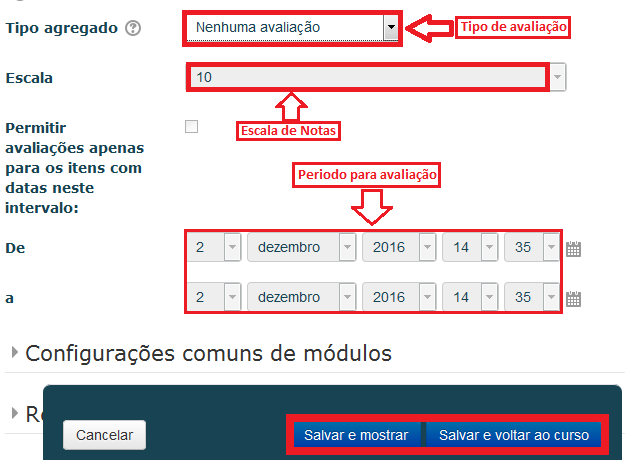 Tipo agregado
Nenhuma avaliação
Tipo de avaliação
Escala
10
Escala de Notas
Permitir
avaliações apenas
para os itens com
datas neste
intervalo:
Periodo para avaliação
De
2 dezembro 2016 14 35
a
2 dezembro 2016 14 35
Configurações comuns de módulos
Cancelar
Salvar e mostrar
Salvar e voltar ao curso